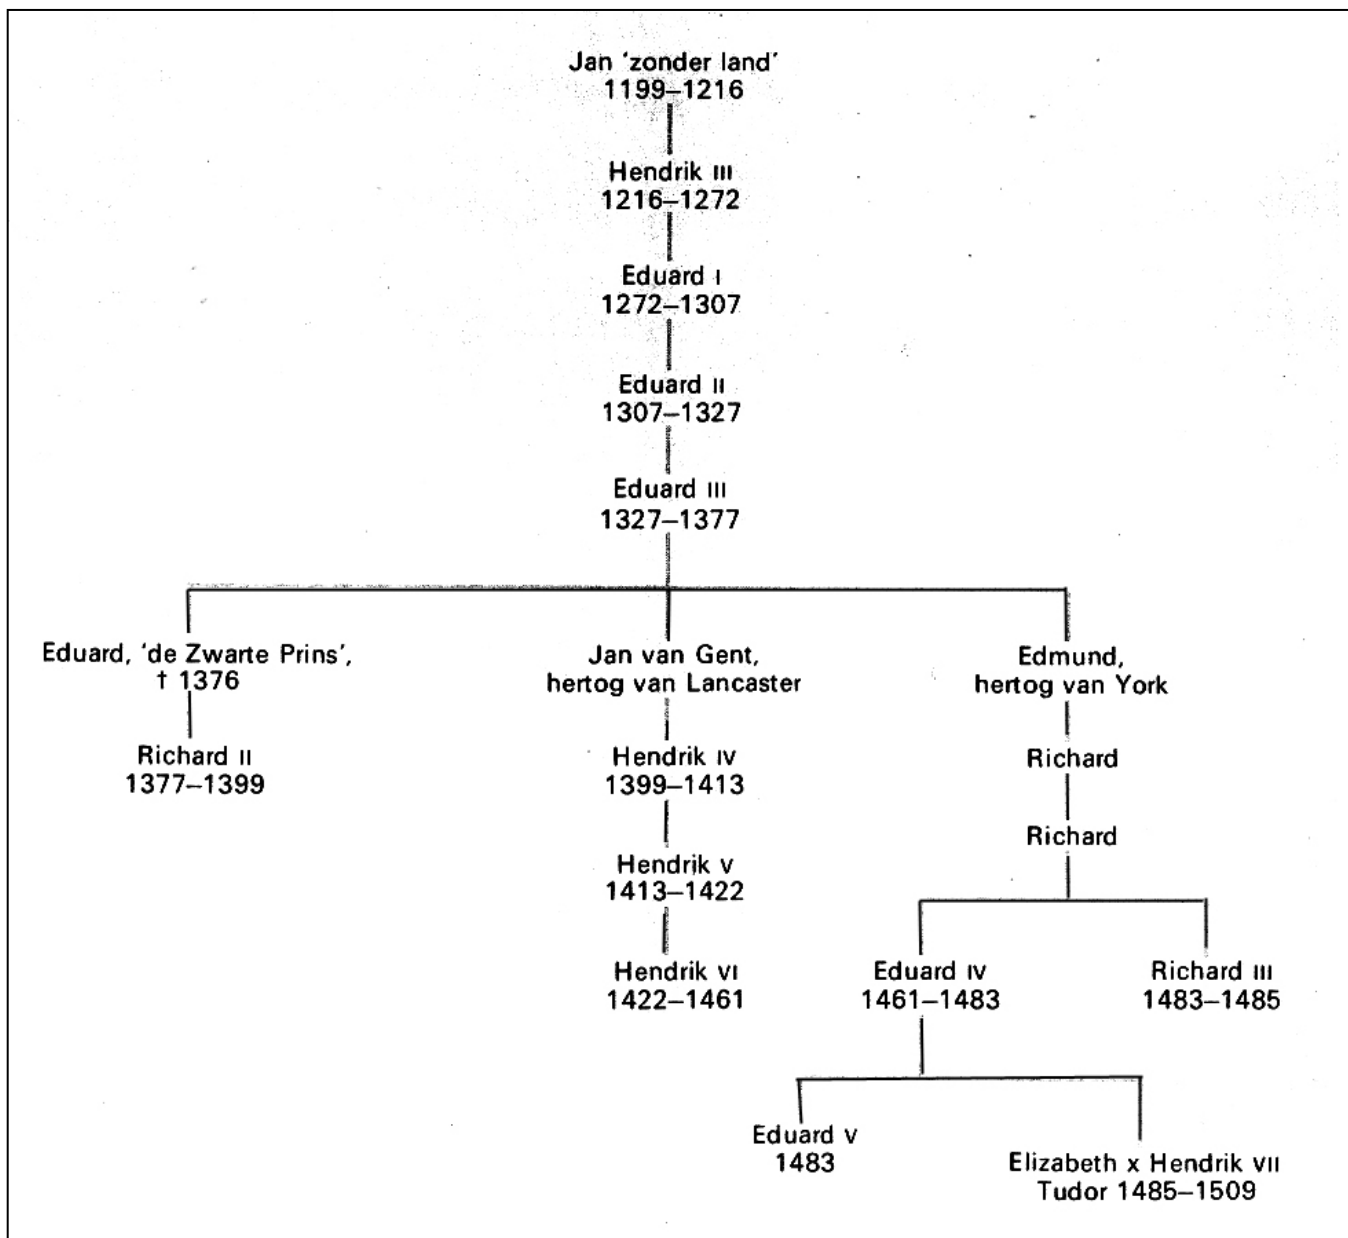 Jan ‘zonder land’
1199–1216
Hendrik III
1216–1272
Eduard I
1272–1307
Eduard II
1307–1327
Eduard III
1327–1377
Eduard, ‘de Zwarte Prins’,
† 1376
Jan van Gent,
hertog van Lancaster
Edmund,
hertog van York
Richard II
1377–1399
Hendrik IV
1399–1413
Richard
Richard
Hendrik V
1413–1422
Hendrik VI
1422–1461
Eduard IV
1461–1483
Richard III
1483–1485
Eduard V
1483
Elizabeth x Hendrik VII
Tudor 1485–1509